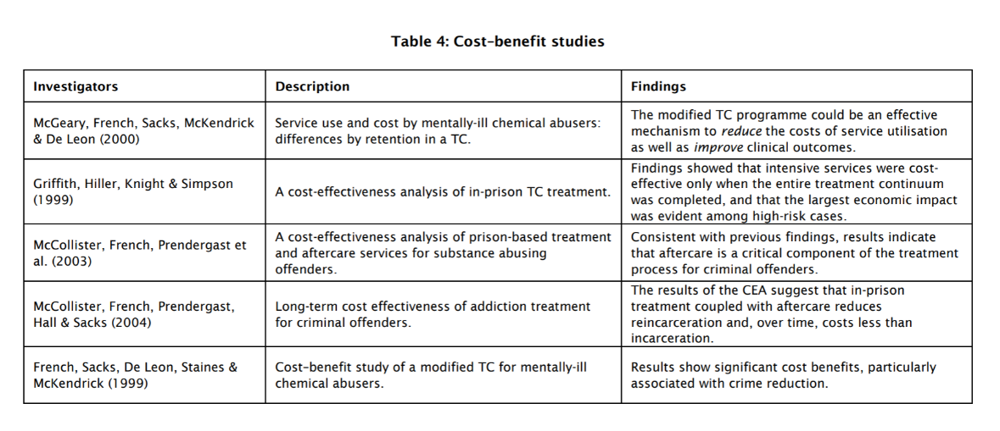 Table 4: Cost–benefit studies
Investigators
Description
Findings
McGeary, French, Sacks, McKendrick
& De Leon (2000)
Service use and cost by mentally-ill chemical abusers:
differences by retention in a TC.
The modified TC programme could be an effective
mechanism to reduce the costs of service utilisation
as well as improve clinical outcomes.
Griffith, Hiller, Knight & Simpson
(1999)
A cost-effectiveness analysis of in-prison TC treatment.
Findings showed that intensive services were cost-
effective only when the entire treatment continuum
was completed, and that the largest economic impact
was evident among high-risk cases.
McCollister, French, Prendergast et
al. (2003)
A cost-effectiveness analysis of prison-based treatment
and aftercare services for substance abusing
offenders.
Consistent with previous findings, results indicate
that aftercare is a critical component of the treatment
process for criminal offenders.
McCollister, French, Prendergast,
Hall & Sacks (2004)
Long-term cost effectiveness of addiction treatment
for criminal offenders.
The results of the CEA suggest that in-prison
treatment coupled with aftercare reduces
reincarceration and, over time, costs less than
incarceration.
French, Sacks, De Leon, Staines &
McKendrick (1999)
Cost–benefit study of a modified TC for mentally-ill
chemical abusers.
Results show significant cost benefits, particularly
associated with crime reduction.